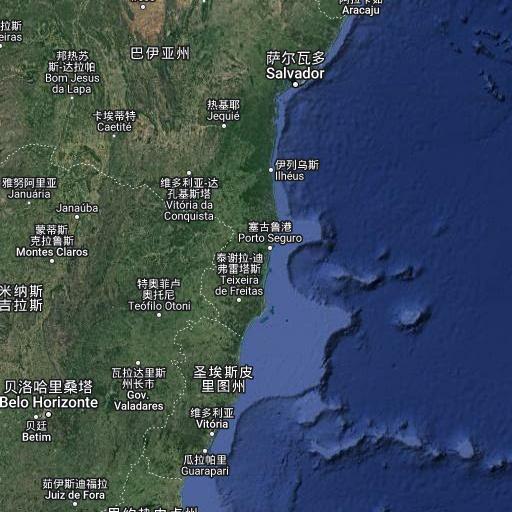 Aracaju
巴伊亚州
邦热苏
斯-达拉帕
Bom Jesus
da Lapa
萨尔瓦多
Salvador
卡埃蒂特
Caetité
热基耶
Jequié
伊列乌斯
Ilhéus
雅努阿里亚
Januária
Janaúba
维多利亚-达
孔基斯塔
Vitória da
Conquista
蒙蒂斯
克拉鲁斯
Montes Claros
塞古鲁港
Porto Seguro
泰谢拉-迪
弗雷塔斯
Teixeira
de Freitas
米纳斯
吉拉斯
特奥菲卢
奥托尼
Teófilo Otoni
瓦拉达里斯
州长市
Gov.
Valadares
圣埃斯皮
里图州
贝洛哈里桑塔
Belo Horizonte
贝廷
Betim
维多利亚
Vitória
瓜拉帕里
Guarapari
茹伊斯迪福拉
Juiz de Fora